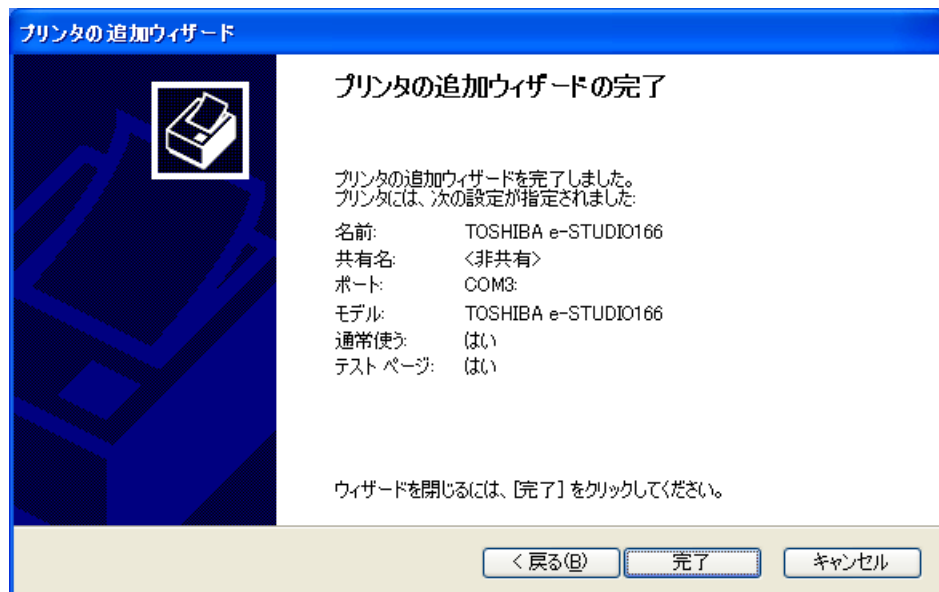 プリンタの追加ウィザード
プリンタの追加ウィザードの完了
プリンタの追加ウィザードを完了しました。
プリンタには、次の設定が指定されました:
名前: TOSHIBA e-STUDIO166
共有名: <非共有>
ポート: COM3:
モデル: TOSHIBA e-STUDIO166
通常使う: はい
テスト ページ: はい
ウィザードを閉じるには、[完了] をクリックしてください。
< 戻る(B) 完了 キャンセル